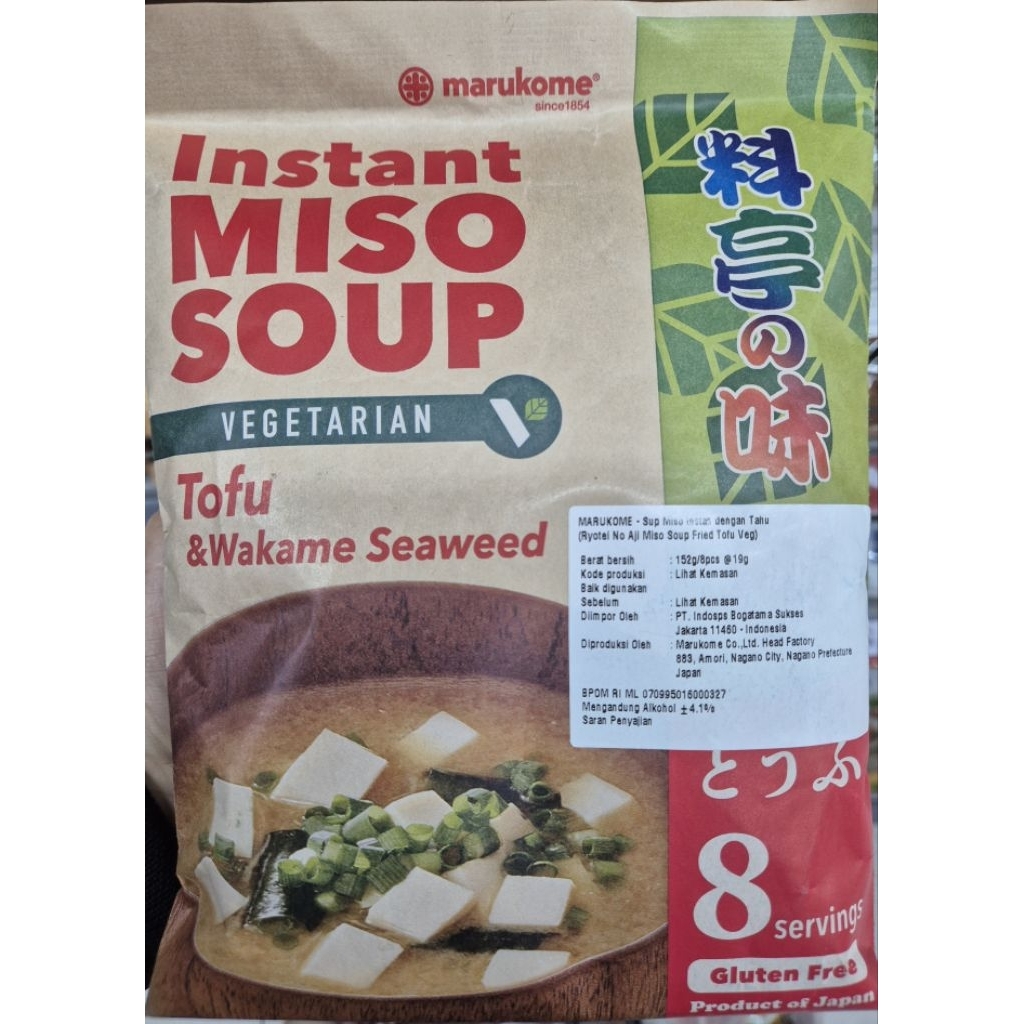 marukome®
since1854
Instant
MISO
SOUP
VEGETARIAN
Tofu
&Wakame Seaweed
料亭の味
MARUKOME - Sup Miso Instan dengan Tahu
(Ryotei No Aji Miso Soup Fried Tofu Veg)
Berat bersih : 152g/8pcs @19g
Kode produksi : Lihat Kemasan
Baik digunakan
Sebelum : Lihat Kemasan
Diimpor Oleh : PT. Indosps Bogatama Sukses
Jakarta 11460 - Indonesia
Diproduksi Oleh : Marukome Co.,Ltd. Head Factory
883, Amori, Nagano City, Nagano Prefecture
Japan
BPOM RI ML 070995016000327
Mengandung Alkohol ±4.1%
Saran Penyajian
とうふ
8 servings
Gluten Free
Product of Japan